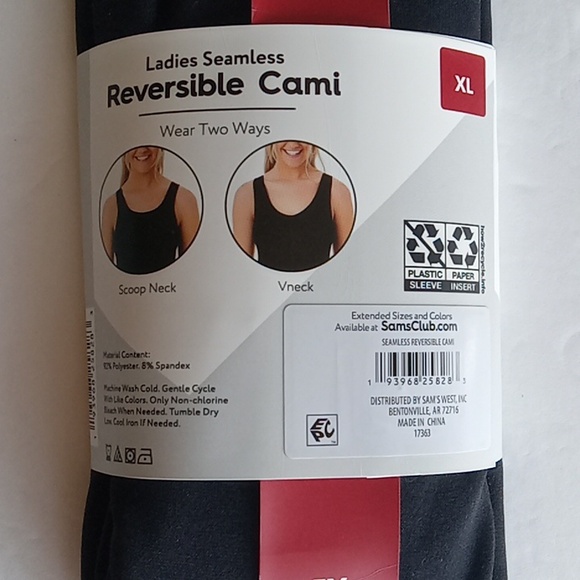 Ladies Seamless
Reversible Cami
XL
Wear Two Ways
Scoop Neck
Vneck
PLASTIC PAPER
SLEEVE INSERT
how2recycle.info
Extended Sizes and Colors
Available at SamsClub.com
SEAMLESS REVERSIBLE CAMI
1 93968 25828 3
DISTRIBUTED BY SAM'S WEST, INC
BENTONVILLE, AR 72716
MADE IN CHINA
17363
EPC
Material Content:
92% Polyester. 8% Spandex
Machine Wash Cold. Gentle Cycle
With Like Colors. Only Non-chlorine
Bleach When Needed. Tumble Dry
Low. Cool Iron If Needed.